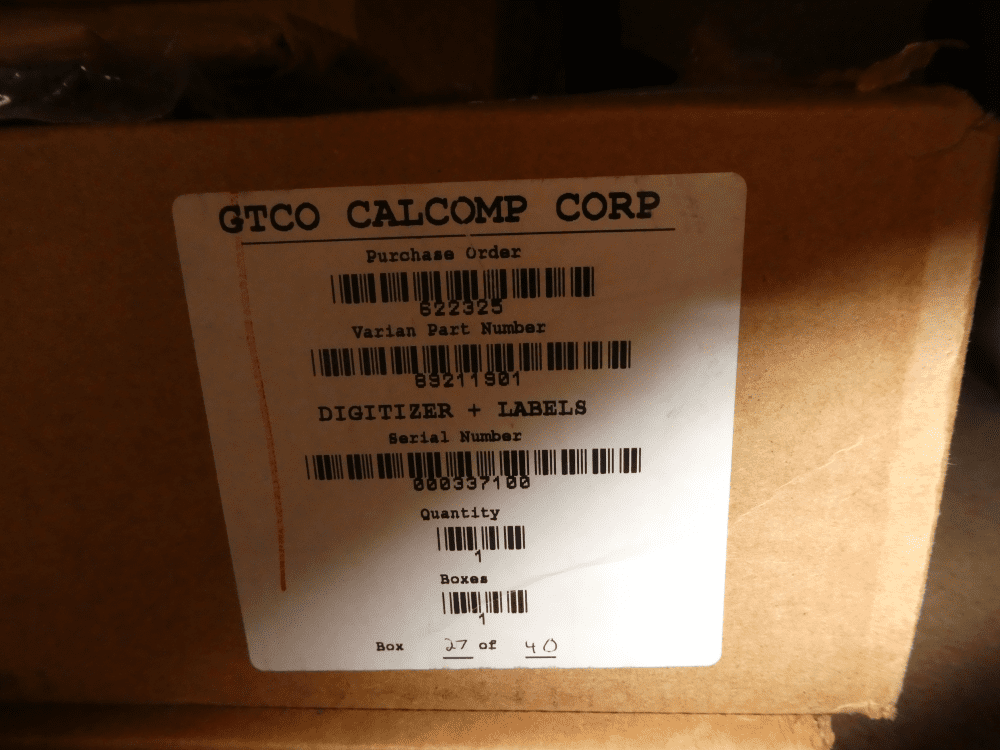 GTCO CALCOMP CORP
Purchase Order
622325
Varian Part Number
89211901
DIGITIZER + LABELS
Serial Number
000337100
Quantity
1
Boxes
1
Box 27 of 40